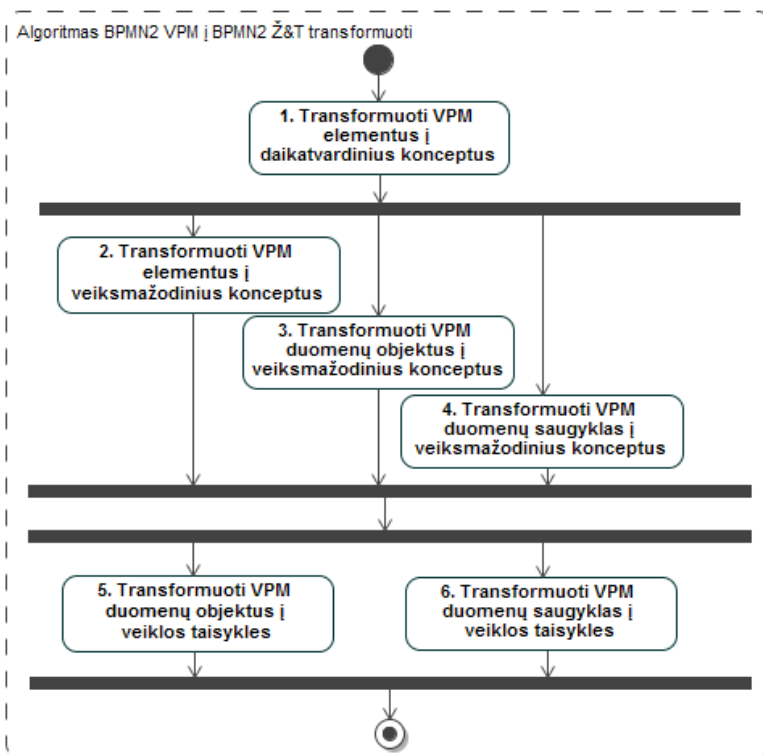 Algoritmas BPMN2 VPM į BPMN2 Ž&T transformuoti
1. Transformuoti VPM
elementus į
daikatvardinius konceptus
2. Transformuoti VPM
elementus į
veiksmažodinius konceptus
3. Transformuoti VPM
duomenų objektus į
veiksmažodinius konceptus
4. Transformuoti VPM
duomenų saugyklas į
veiksmažodinius konceptus
5. Transformuoti VPM
duomenų objektus į
veiklos taisykles
6. Transformuoti VPM
duomenų saugyklas į
veiklos taisykles